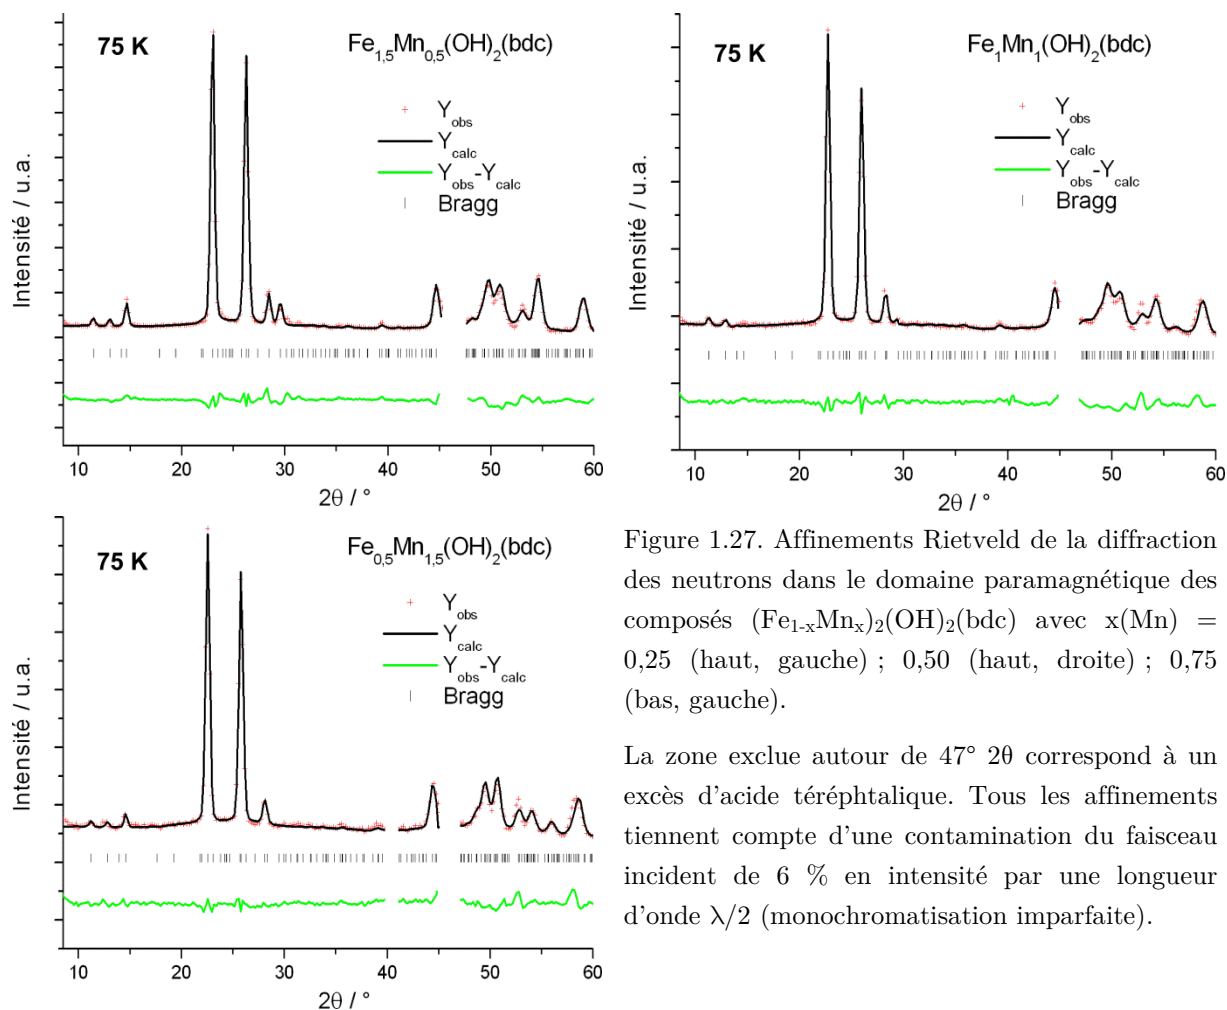 75 K
Fe1,5Mn0,5(OH)2(bdc)
Yobs
Ycalc
Yobs-Ycalc
Bragg
Intensité / u.a.
10 20 30 40 50 60
2θ / °
75 K
Fe1Mn1(OH)2(bdc)
Yobs
Ycalc
Yobs-Ycalc
Bragg
Intensité / u.a.
10 20 30 40 50 60
2θ / °
75 K
Fe0,5Mn1,5(OH)2(bdc)
Yobs
Ycalc
Yobs-Ycalc
Bragg
Intensité / u.a.
10 20 30 40 50 60
2θ / °
Figure 1.27. Affinements Rietveld de la diffraction
des neutrons dans le domaine paramagnétique des
composés (Fe1-xMnx)2(OH)2(bdc) avec x(Mn) =
0,25 (haut, gauche) ; 0,50 (haut, droite) ; 0,75
(bas, gauche).
La zone exclue autour de 47° 2θ correspond à un
excès d'acide téréphtalique. Tous les affinements
tiennent compte d'une contamination du faisceau
incident de 6 % en intensité par une longueur
d'onde λ/2 (monochromatisation imparfaite).